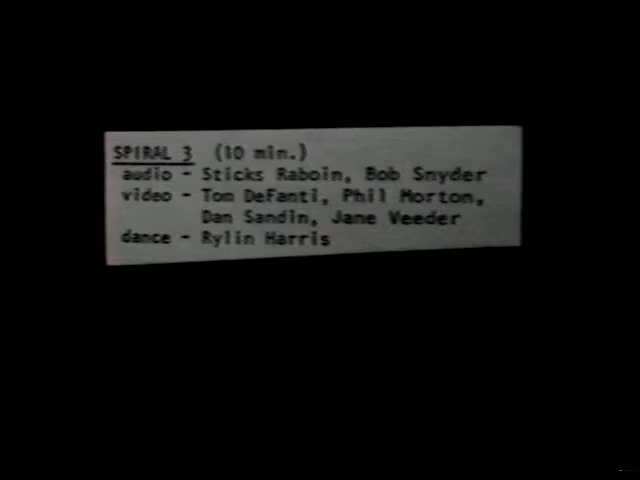 SPIRAL 3 (10 min.)
audio - Sticks Raboin, Bob Snyder
video - Tom DeFanti, Phil Morton,
Dan Sandin, Jane Veeder
dance - Rylin Harris